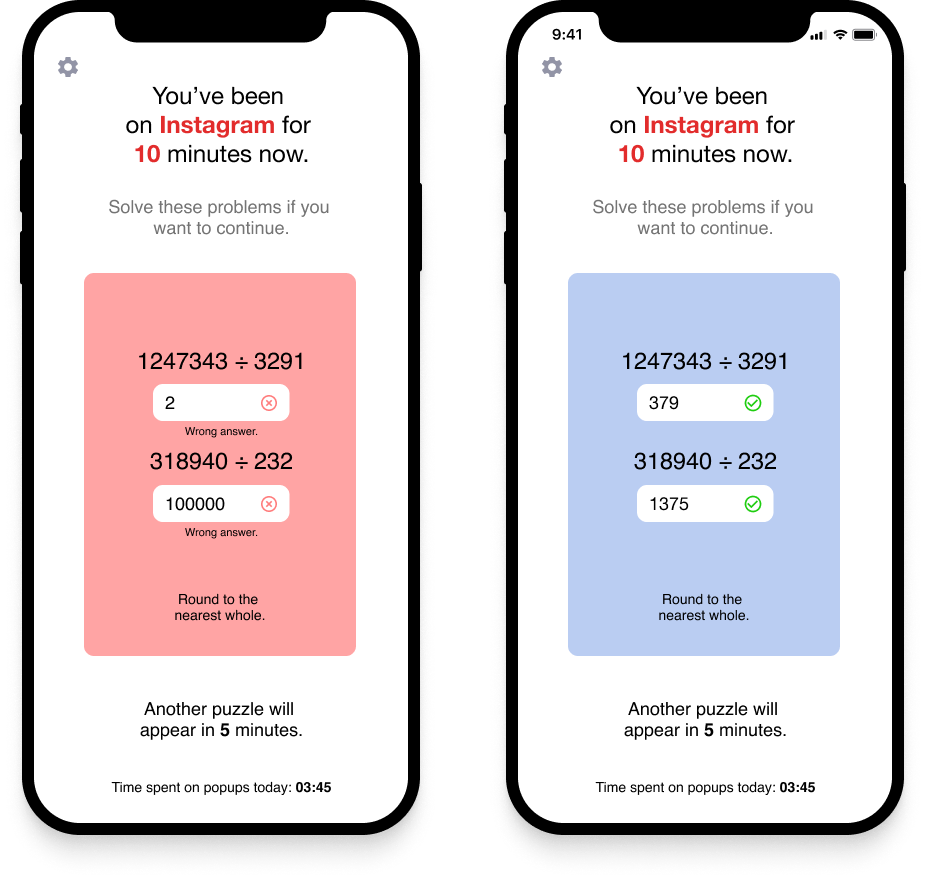 You’ve been
on Instagram for
10 minutes now.
Solve these problems if you
want to continue.
1247343 ÷ 3291
2
Wrong answer.
318940 ÷ 232
100000
Wrong answer.
Round to the
nearest whole.
Another puzzle will
appear in 5 minutes.
Time spent on popups today: 03:45
9:41
You’ve been
on Instagram for
10 minutes now.
Solve these problems if you
want to continue.
1247343 ÷ 3291
379
318940 ÷ 232
1375
Round to the
nearest whole.
Another puzzle will
appear in 5 minutes.
Time spent on popups today: 03:45